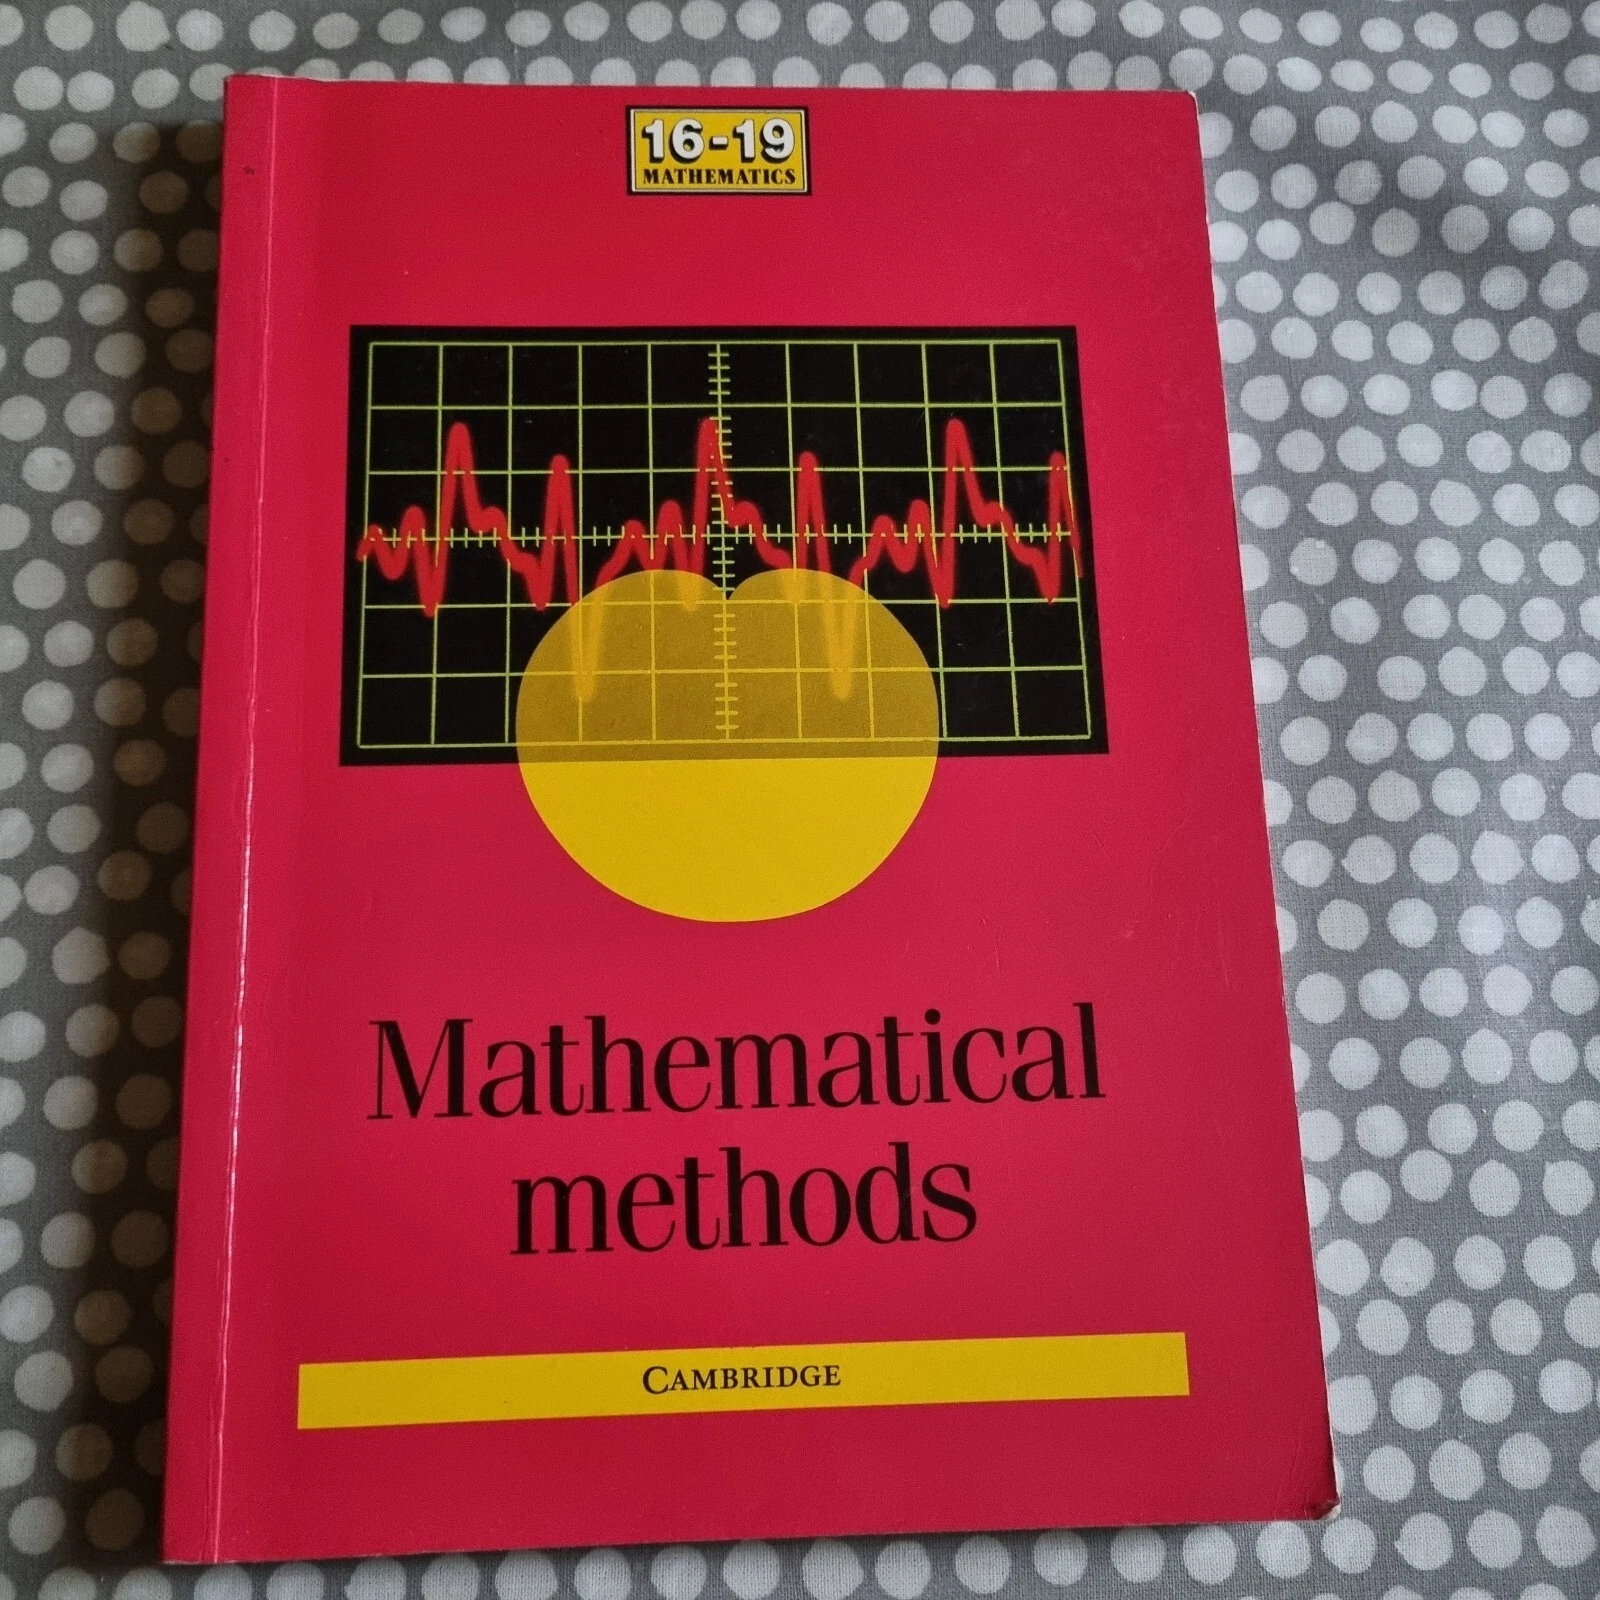 16-19
MATHEMATICS
Mathematical
methods
CAMBRIDGE